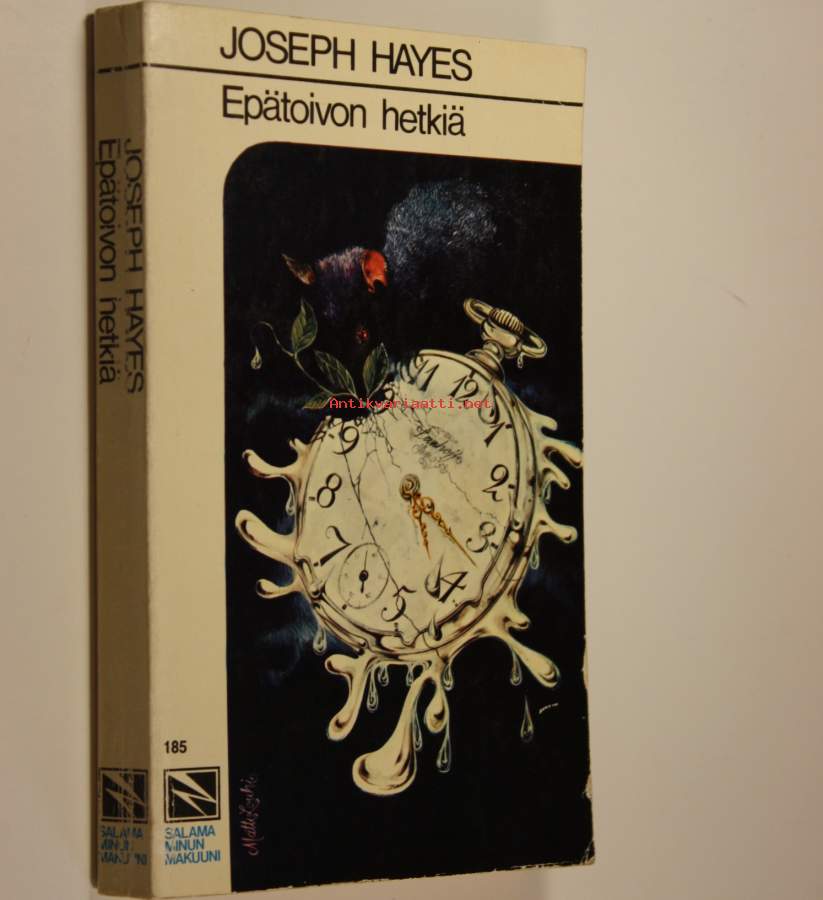 JOSEPH HAYES
Epätoivon hetkiä
JOSEPH HAYES
Epätoivon hetkiä
Antikvariaatti.net
11
12
1
2
3
4
5
7
8
9
185
SALAMA
MINUN
MAKUUNI
SALAMA
MINUN
MAKUUNI